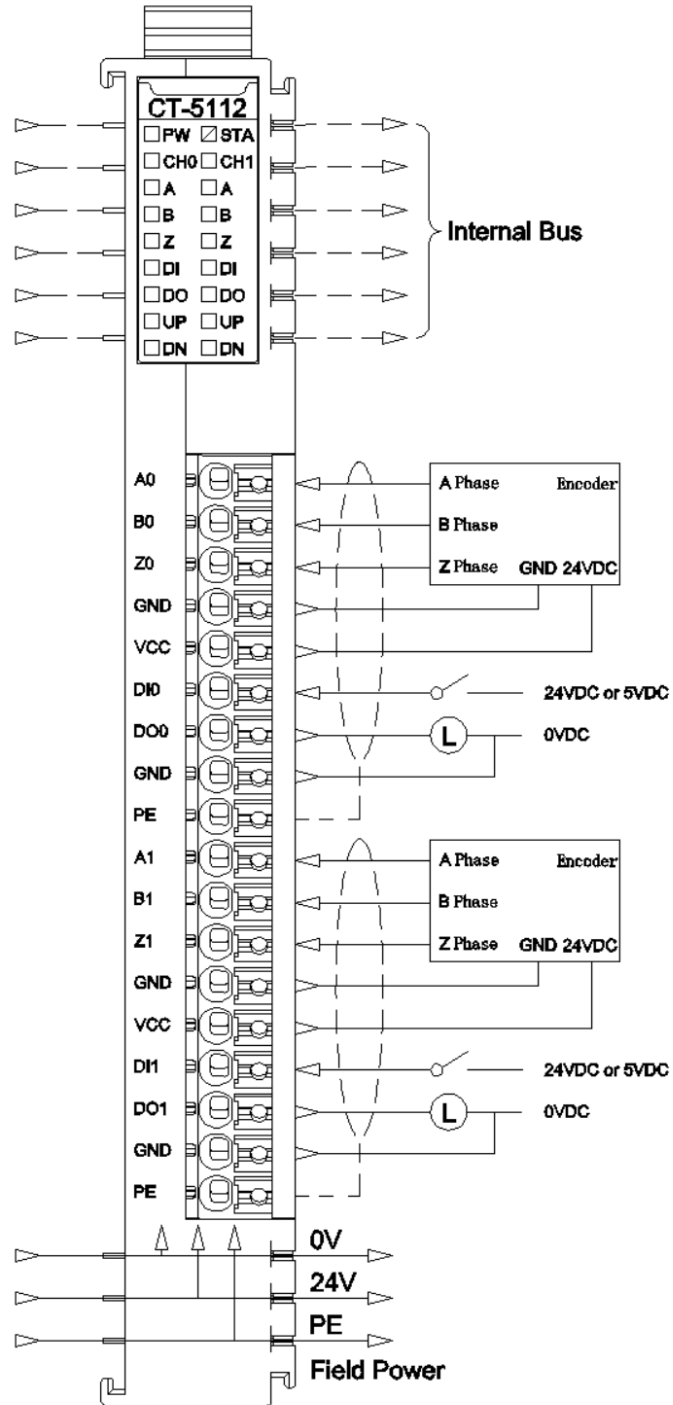 CT-5112
PW STA
CH0 CH1
A A
B B
Z Z
DI DI
DO DO
UP UP
DN DN
Internal Bus
A0
A Phase Encoder
B0
B Phase
Z0
Z Phase GND 24VDC
GND
VCC
DI0
24VDC or 5VDC
DO0
L
0VDC
GND
PE
A1
A Phase Encoder
B1
B Phase
Z1
Z Phase GND 24VDC
GND
VCC
DI1
24VDC or 5VDC
DO1
L
0VDC
GND
PE
0V
24V
PE
Field Power